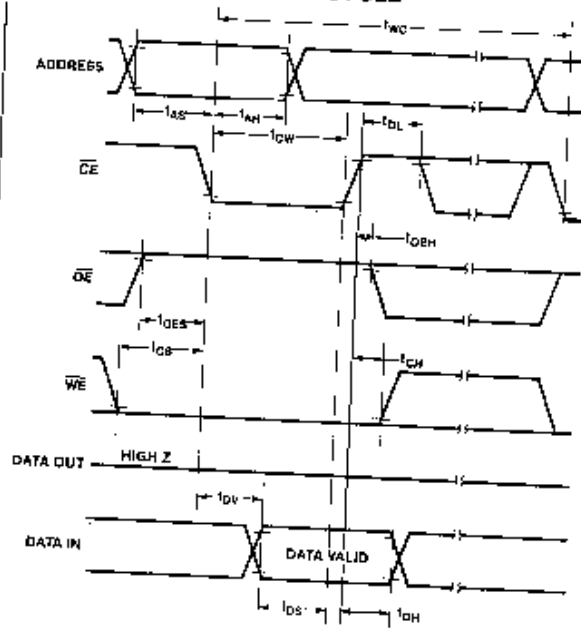 tWC
ADDRESS
tAS
tAH
tCW
tDL
CE
tOEH
OE
tOES
tCS
tCH
WE
HIGH Z
DATA OUT
tDV
DATA IN
DATA VALID
tDS
tDH